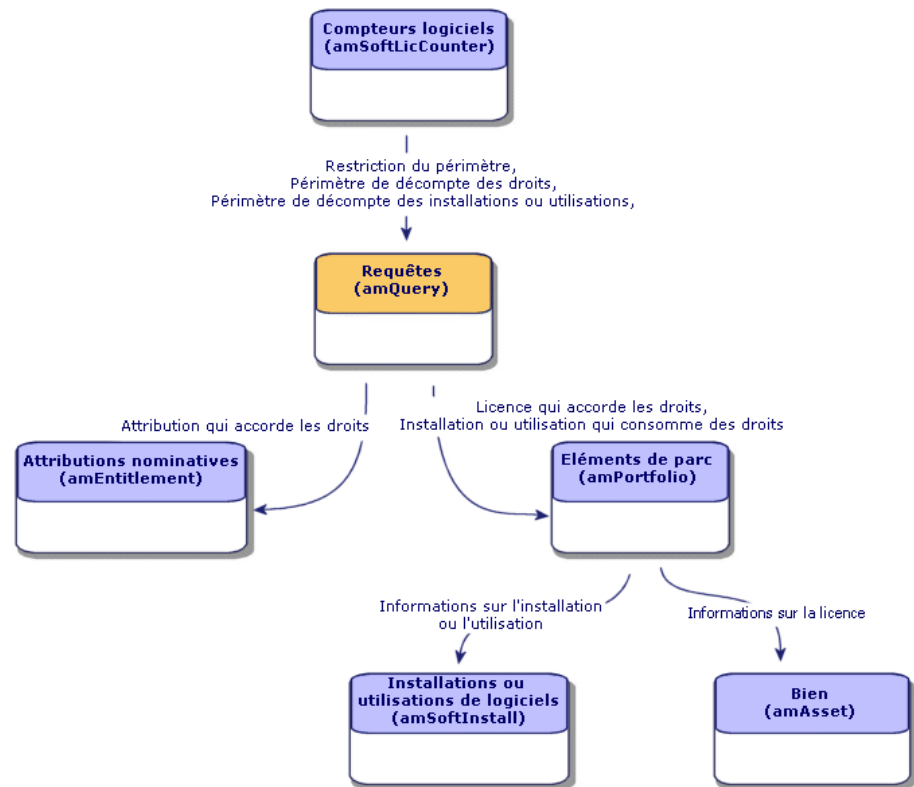 Compteurs logiciels
(amSoftLicCounter)
Restriction du périmètre,
Périmètre de décompte des droits,
Périmètre de décompte des installations ou utilisations,
Requêtes
(amQuery)
Attribution qui accorde les droits
Licence qui accorde les droits,
Installation ou utilisation qui consomme des droits
Attributions nominatives
(amEntitlement)
Eléments de parc
(amPortfolio)
Informations sur l'installation
ou l'utilisation
Informations sur la licence
Installations ou
utilisations de logiciels
(amSoftInstall)
Bien
(amAsset)